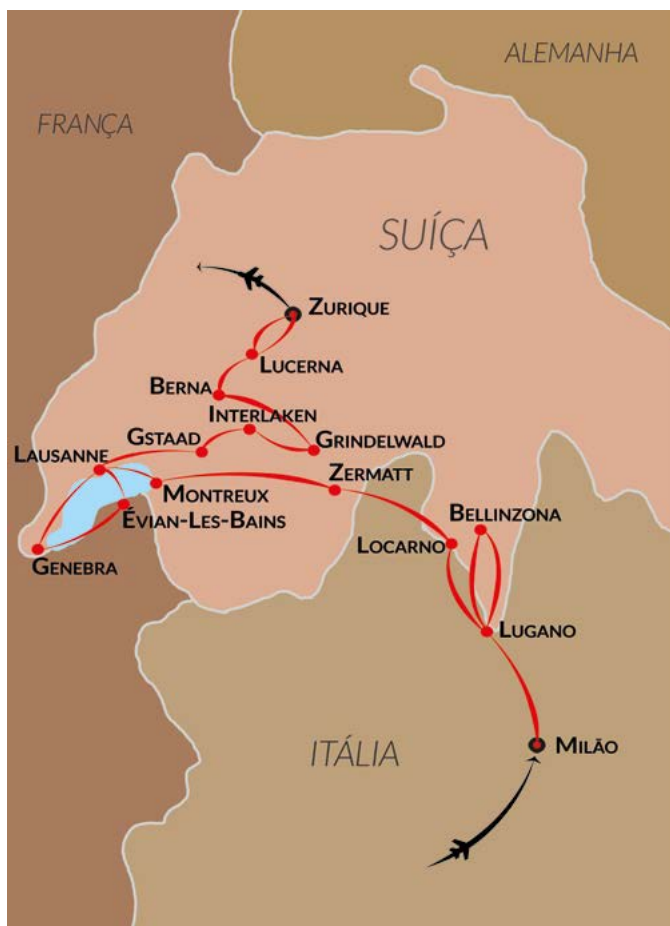 ALEMANHA
FRANÇA
SUÍÇA
ZURIQUE
LUCERNA
BERNA
INTERLAKEN
GSTAAD
GRINDELWALD
LAUSANNE
ZERMATT
MONTREUX
BELLINZONA
ÉVIAN-LES-BAINS
LOCARNO
GENEBRA
LUGANO
ITÁLIA
MILÃO